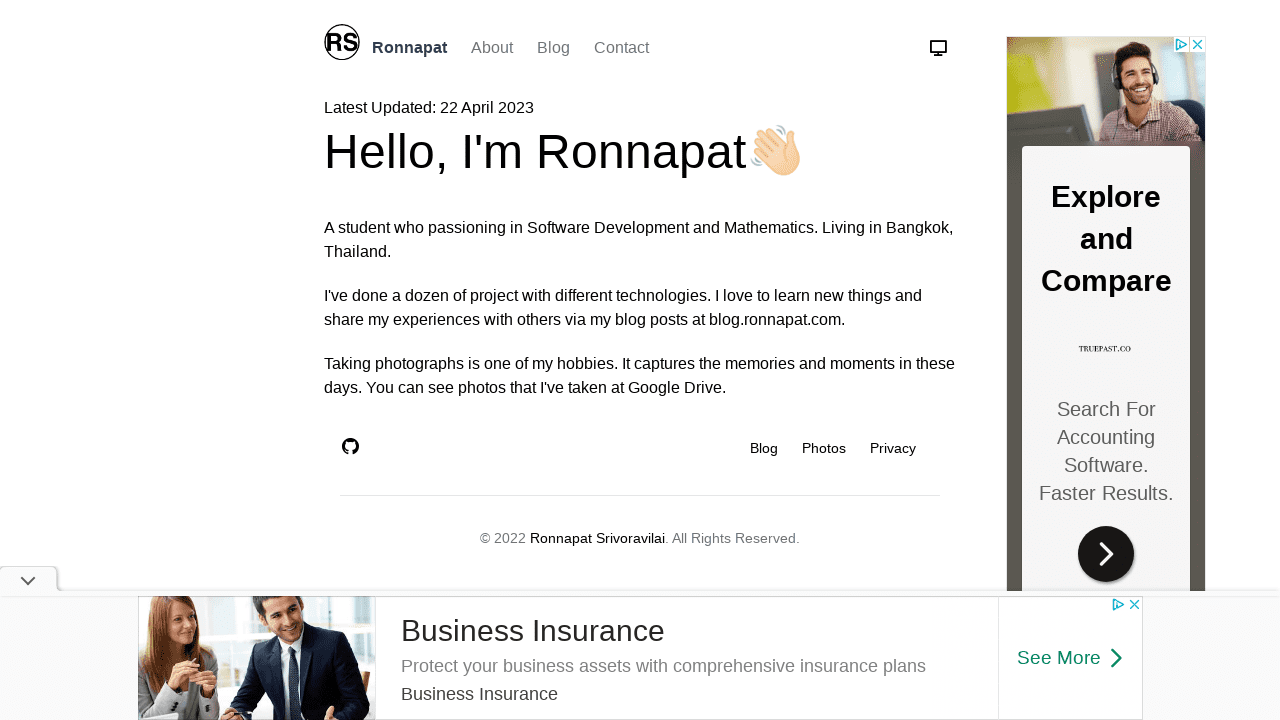 RS Ronnapat About Blog Contact
Latest Updated: 22 April 2023
Hello, I'm Ronnapat👋🏻
A student who passioning in Software Development and Mathematics. Living in Bangkok,
Thailand.
I've done a dozen of project with different technologies. I love to learn new things and
share my experiences with others via my blog posts at blog.ronnapat.com.
Taking photographs is one of my hobbies. It captures the memories and moments in these
days. You can see photos that I've taken at Google Drive.
Blog Photos Privacy
© 2022 Ronnapat Srivoravilai. All Rights Reserved.
Explore
and
Compare
TRUEPAST.CO
Search For
Accounting
Software.
Faster Results.
Business Insurance
Protect your business assets with comprehensive insurance plans
Business Insurance
See More